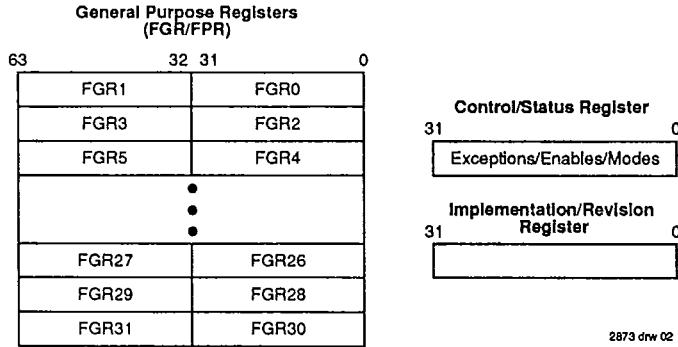 General Purpose Registers
(FGR/FPR)
63 32 31 0
FGR1 FGR0
FGR3 FGR2
FGR5 FGR4
FGR27 FGR26
FGR29 FGR28
FGR31 FGR30
Control/Status Register
31 0
Exceptions/Enables/Modes
Implementation/Revision
Register
31 0
2873 drw 02